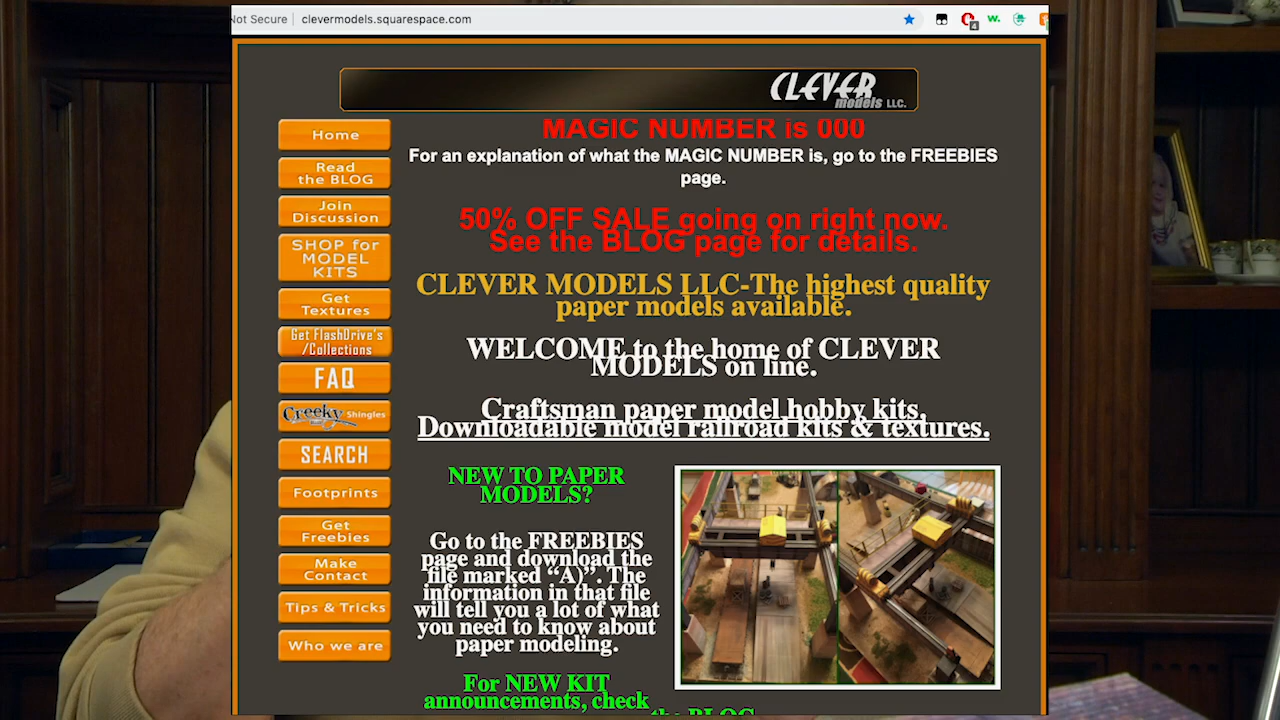 Not Secure | clevermodels.squarespace.com
4
W.
CLEVER
models LLC.
Home
Read
the BLOG
Join
Discussion
SHOP for
MODEL
KITS
Get
Textures
Get FlashDrive's
/Collections
FAQ
Creeky
Shingles
SEARCH
Footprints
Get
Freebies
Make
Contact
Tips & Tricks
Who we are
MAGIC NUMBER is 000
For an explanation of what the MAGIC NUMBER is, go to the FREEBIES
page.
50% OFF SALE going on right now.
See the BLOG page for details.
CLEVER MODELS LLC-The highest quality
paper models available.
WELCOME to the home of CLEVER
MODELS on line.
Craftsman paper model hobby kits,
Downloadable model railroad kits & textures.
NEW TO PAPER
MODELS?
Go to the FREEBIES
page and download the
file marked “A)”. The
information in that file
will tell you a lot of what
you need to know about
paper modeling.
For NEW KIT
announcements, check
the BLOG